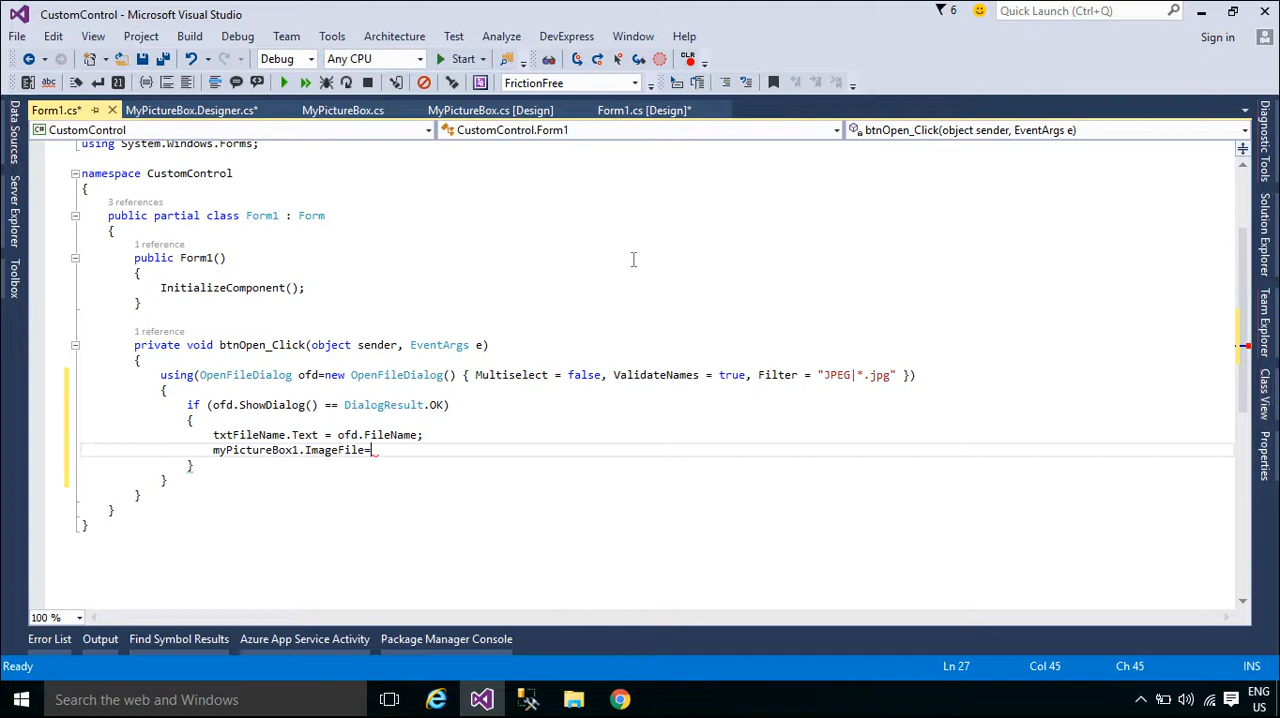 CustomControl - Microsoft Visual Studio
6
Quick Launch (Ctrl+Q)
File Edit View Project Build Debug Team Tools Architecture Test Analyze DevExpress Window Help
Sign in
Debug Any CPU Start CLR
21 FrictionFree
Form1.cs* MyPictureBox.Designer.cs* MyPictureBox.cs MyPictureBox.cs [Design] Form1.cs [Design]*
CustomControl CustomControl.Form1 btnOpen_Click(object sender, EventArgs e)
using System.Windows.Forms;
namespace CustomControl
{
3 references
public partial class Form1 : Form
{
1 reference
public Form1()
{
InitializeComponent();
}
1 reference
private void btnOpen_Click(object sender, EventArgs e)
{
using(OpenFileDialog ofd=new OpenFileDialog() { Multiselect = false, ValidateNames = true, Filter = "JPEG|*.jpg" })
{
if (ofd.ShowDialog() == DialogResult.OK)
{
txtFileName.Text = ofd.FileName;
myPictureBox1.ImageFile=
}
}
}
}
}
Data Sources
Server Explorer
Toolbox
Diagnostic Tools
Solution Explorer
Team Explorer
Class View
Properties
100 %
Error List Output Find Symbol Results Azure App Service Activity Package Manager Console
Ready Ln 27 Col 45 Ch 45 INS
Search the web and Windows
ENG
US